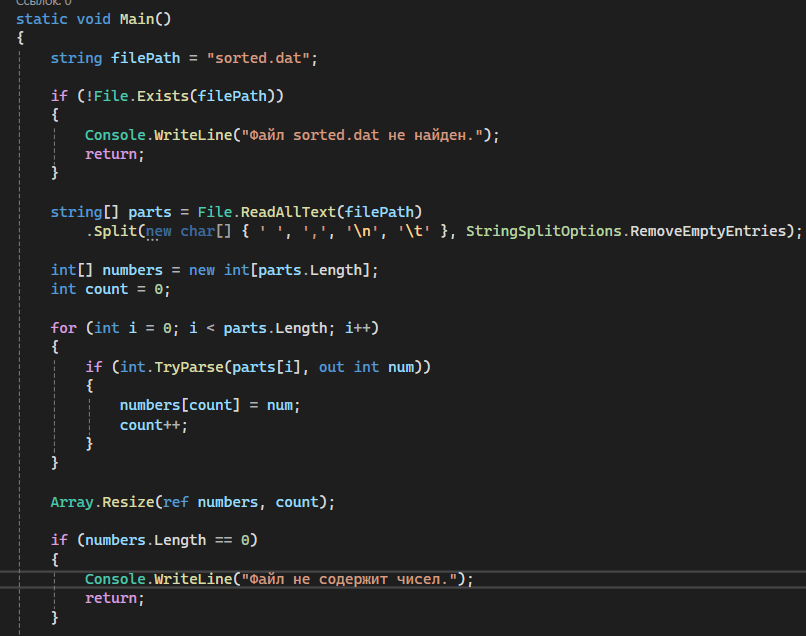 Ссылок: 0
static void Main()
{
string filePath = "sorted.dat";
if (!File.Exists(filePath))
{
Console.WriteLine("Файл sorted.dat не найден.");
return;
}
string[] parts = File.ReadAllText(filePath)
.Split(new char[] { ' ', ',', '\n', '\t' }, StringSplitOptions.RemoveEmptyEntries);
int[] numbers = new int[parts.Length];
int count = 0;
for (int i = 0; i < parts.Length; i++)
{
if (int.TryParse(parts[i], out int num))
{
numbers[count] = num;
count++;
}
}
Array.Resize(ref numbers, count);
if (numbers.Length == 0)
{
Console.WriteLine("Файл не содержит чисел.");
return;
}